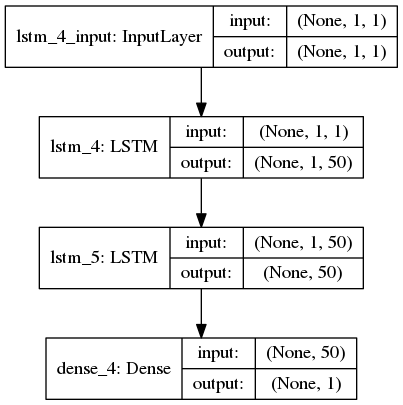 lstm_4_input: InputLayer
input: (None, 1, 1)
output: (None, 1, 1)
lstm_4: LSTM
input: (None, 1, 1)
output: (None, 1, 50)
lstm_5: LSTM
input: (None, 1, 50)
output: (None, 50)
dense_4: Dense
input: (None, 50)
output: (None, 1)